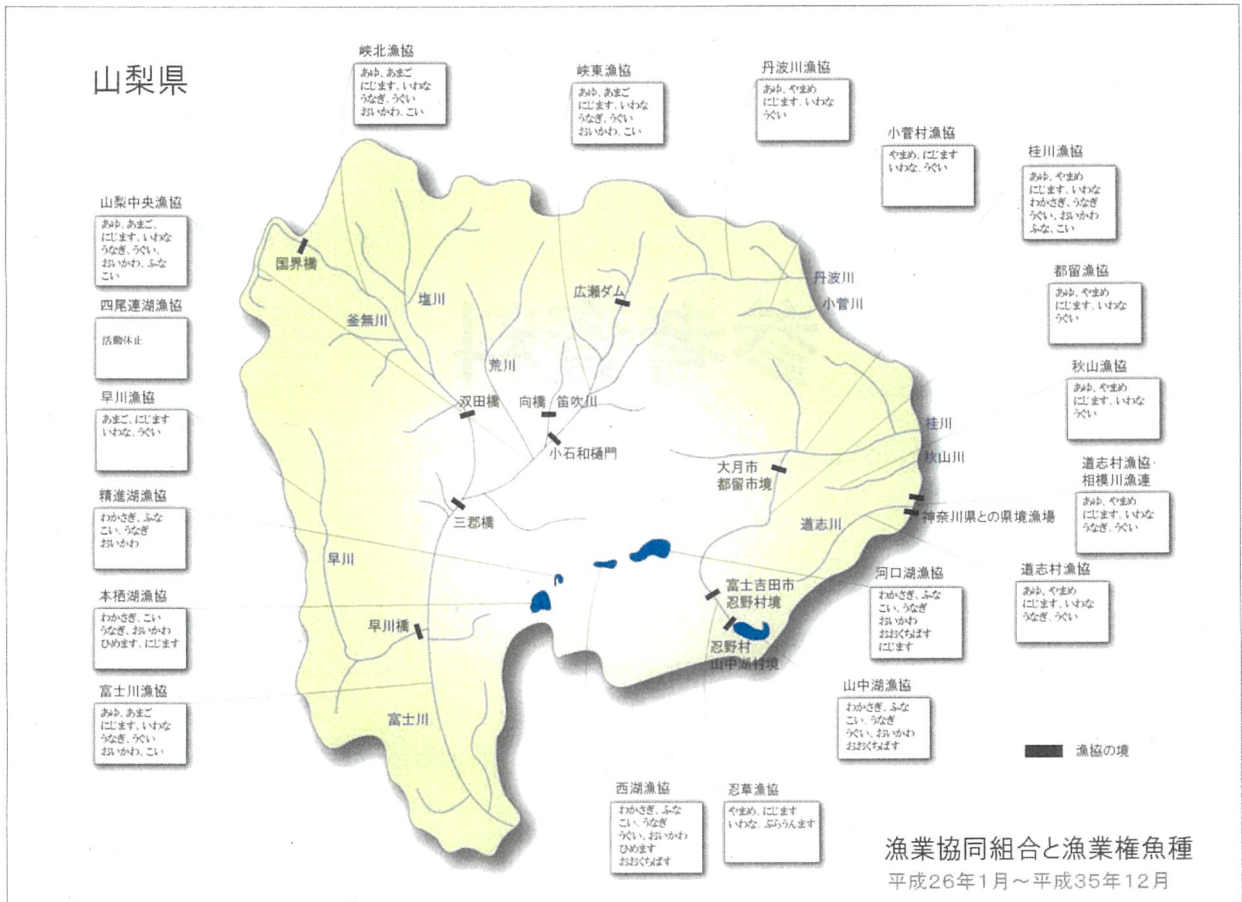 山梨県
峡北漁協
あゆ、あまご
にじます、いわな
うなぎ、うぐい
おいかわ、こい
峡東漁協
あゆ、あまご
にじます、いわな
うなぎ、うぐい
おいかわ、こい
丹波川漁協
あゆ、やまめ
にじます、いわな
うぐい
小菅村漁協
やまめ、にじます
いわな、うぐい
桂川漁協
あゆ、やまめ
にじます、いわな
わかさぎ、うなぎ
うぐい、おいかわ
ふな、こい
山梨中央漁協
あゆ、あまご、
にじます、いわな
うなぎ、うぐい、
おいかわ、ふな
こい
四尾連湖漁協
活動休止
早川漁協
あまご、にじます
いわな、うぐい
精進湖漁協
わかさぎ、ふな
こい、うなぎ
おいかわ
本栖湖漁協
わかさぎ、こい
うなぎ、おいかわ
ひめます、にじます
富士川漁協
あゆ、あまご
にじます、いわな
うなぎ、うぐい
おいかわ、こい
都留漁協
あゆ、やまめ
にじます、いわな
うぐい
秋山漁協
あゆ、やまめ
にじます、いわな
うぐい
道志村漁協・
相模川漁連
あゆ、やまめ
にじます、いわな
うなぎ、うぐい
道志村漁協
あゆ、やまめ
にじます、いわな
うなぎ、うぐい
河口湖漁協
わかさぎ、ふな
こい、うなぎ
おいかわ
おおくちばす
にじます
山中湖漁協
わかさぎ、ふな
こい、うなぎ
うぐい、おいかわ
おおくちばす
西湖漁協
わかさぎ、ふな
こい、うなぎ
うぐい、おいかわ
ひめます
おおくちばす
忍草漁協
やまめ、にじます
いわな、ぶらうんます
国界橋
釜無川
塩川
荒川
広瀬ダム
丹波川
小菅川
双田橋
向橋
笛吹川
小石和樋門
三郡橋
大月市
都留市境
桂川
秋山川
神奈川県との県境漁場
道志川
早川
早川橋
富士川
富士吉田市
忍野村境
忍野村
山中湖村境
漁協の境
漁業協同組合と漁業権魚種
平成26年1月～平成35年12月